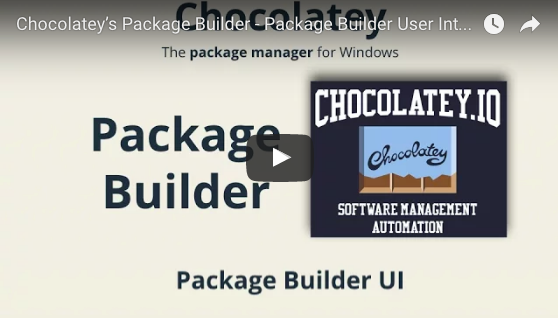 Chocolatey's Package Builder - Package Builder User Int...
Chocolatey
The package manager for Windows
Package
Builder
CHOCOLATEY.IO
Chocolatey
SOFTWARE MANAGEMENT
AUTOMATION
Package Builder UI